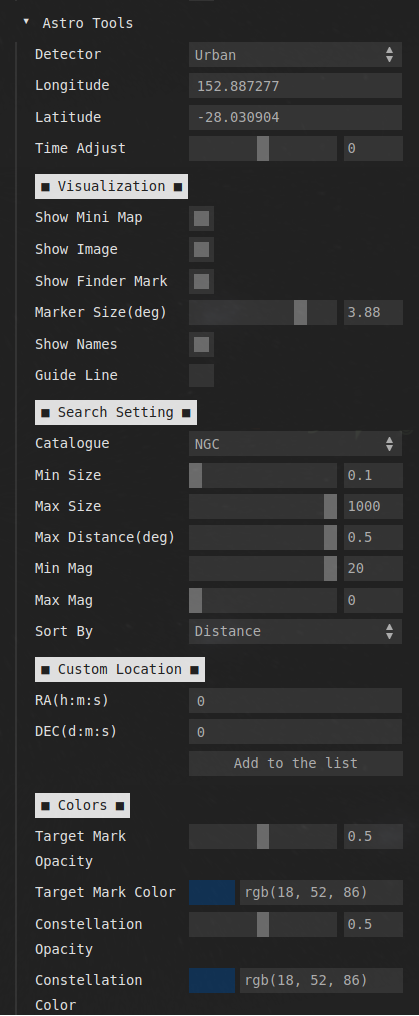 Astro Tools
Detector Urban
Longitude 152.887277
Latitude -28.030904
Time Adjust 0
■ Visualization ■
Show Mini Map
Show Image
Show Finder Mark
Marker Size(deg) 3.88
Show Names
Guide Line
■ Search Setting ■
Catalogue NGC
Min Size 0.1
Max Size 1000
Max Distance(deg) 0.5
Min Mag 20
Max Mag 0
Sort By Distance
■ Custom Location ■
RA(h:m:s) 0
DEC(d:m:s) 0
Add to the list
■ Colors ■
Target Mark 0.5
Opacity
Target Mark Color rgb(18, 52, 86)
Constellation 0.5
Opacity
Constellation rgb(18, 52, 86)
Color